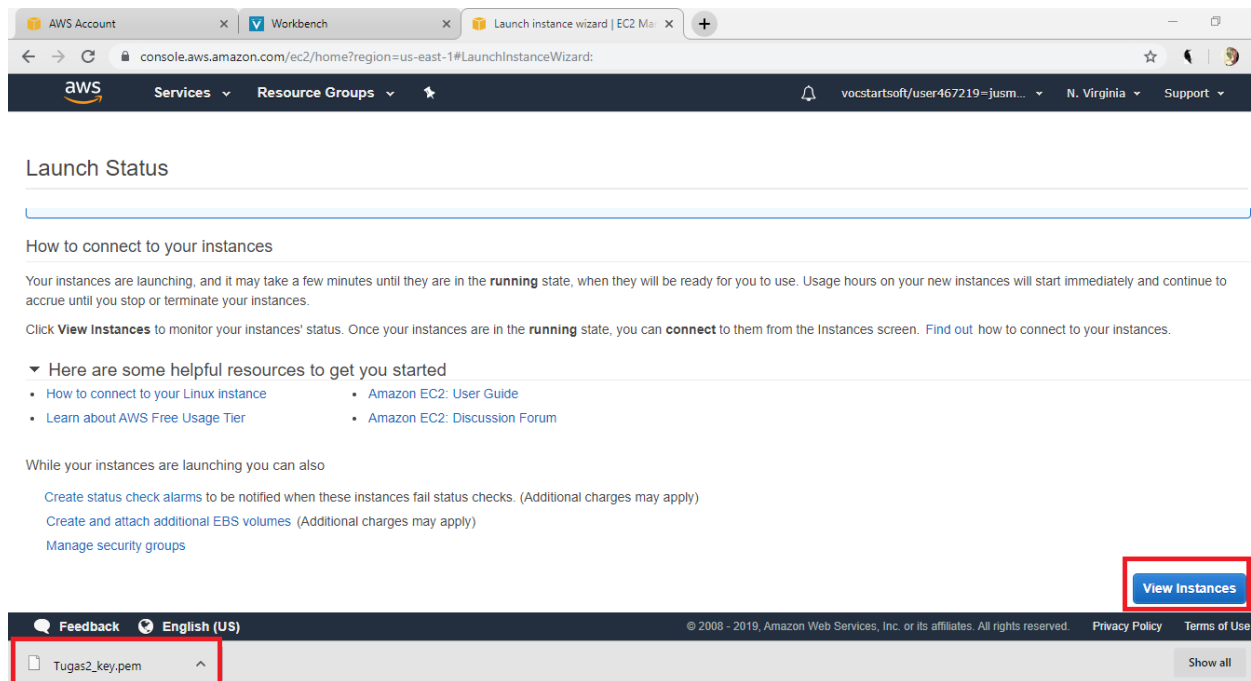 AWS Account
Workbench
Launch instance wizard | EC2 Ma
console.aws.amazon.com/ec2/home?region=us-east-1#LaunchInstanceWizard:
aws Services Resource Groups vocstartsoft/user467219=jusm... N. Virginia Support
Launch Status
How to connect to your instances
Your instances are launching, and it may take a few minutes until they are in the running state, when they will be ready for you to use. Usage hours on your new instances will start immediately and continue to
accrue until you stop or terminate your instances.
Click View Instances to monitor your instances' status. Once your instances are in the running state, you can connect to them from the Instances screen. Find out how to connect to your instances.
Here are some helpful resources to get you started
• How to connect to your Linux instance • Amazon EC2: User Guide
• Learn about AWS Free Usage Tier • Amazon EC2: Discussion Forum
While your instances are launching you can also
Create status check alarms to be notified when these instances fail status checks. (Additional charges may apply)
Create and attach additional EBS volumes (Additional charges may apply)
Manage security groups
View Instances
Feedback English (US) © 2008 - 2019, Amazon Web Services, Inc. or its affiliates. All rights reserved. Privacy Policy Terms of Use
Tugas2_key.pem Show all